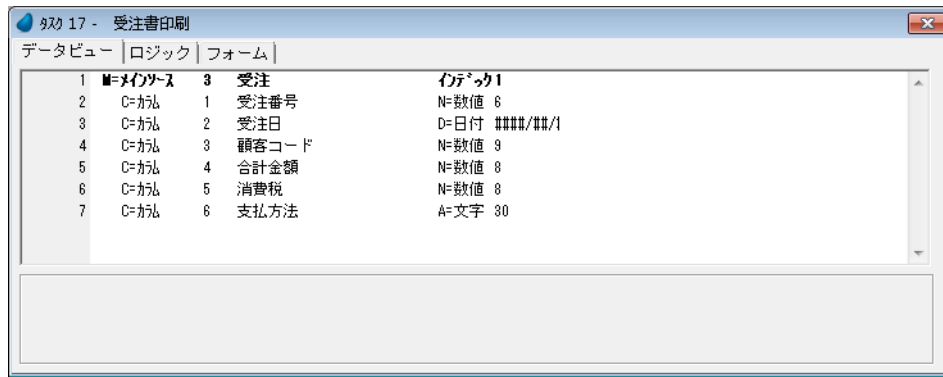 ﾀｽｸ 17 - 受注書印刷
データビュー ロジック フォーム
1 M=ﾒｲﾝｿｰｽ 3 受注 ｲﾝﾃﾞｯｸ 1
2 C=ｶﾗﾑ 1 受注番号 N=数値 6
3 C=ｶﾗﾑ 2 受注日 D=日付 ####/##/
4 C=ｶﾗﾑ 3 顧客コード N=数値 9
5 C=ｶﾗﾑ 4 合計金額 N=数値 8
6 C=ｶﾗﾑ 5 消費税 N=数値 8
7 C=ｶﾗﾑ 6 支払方法 A=文字 30